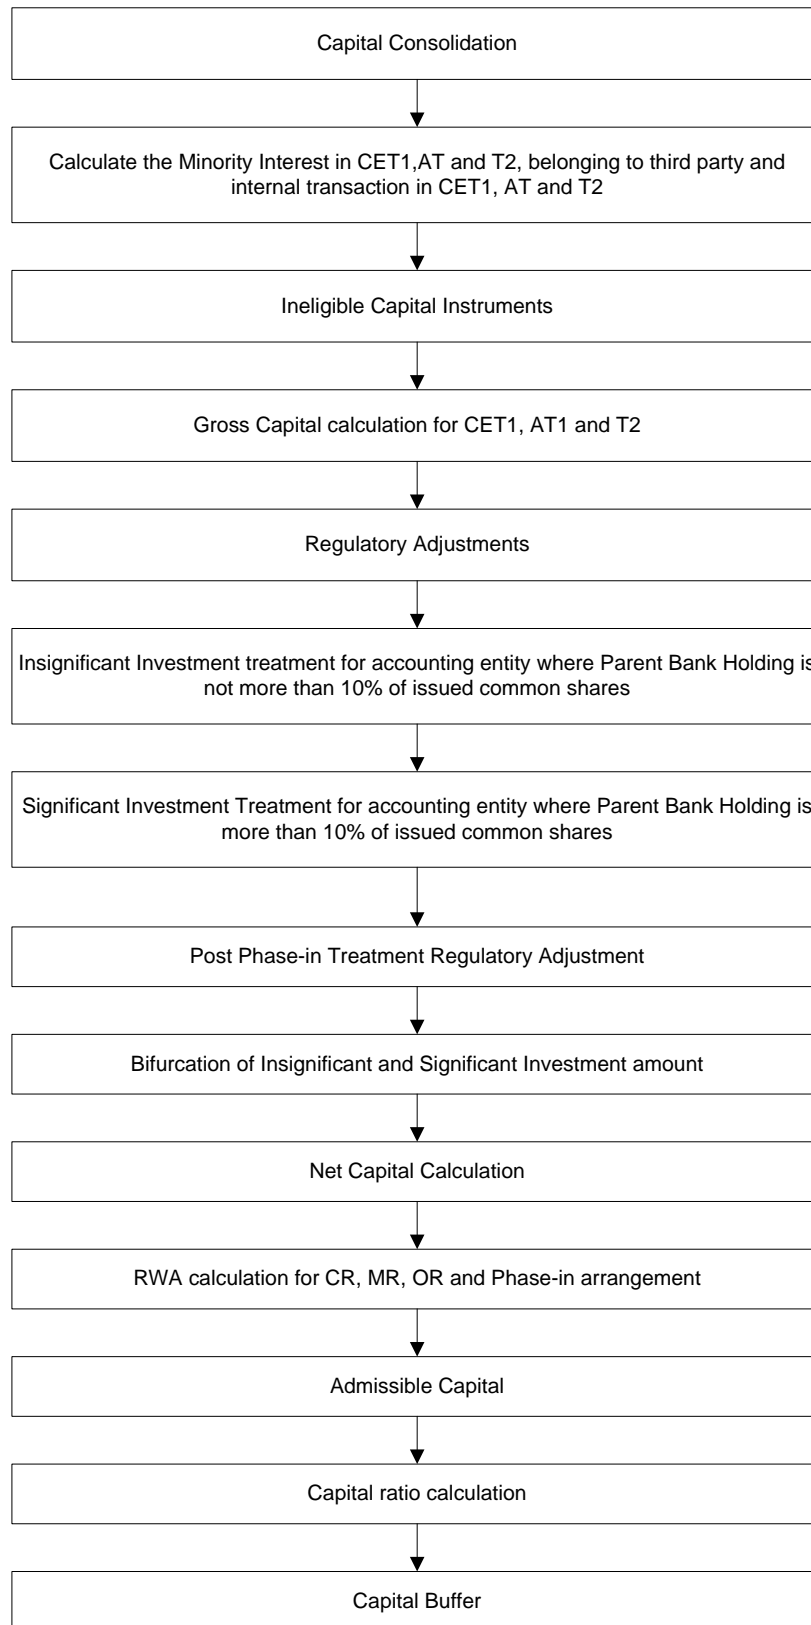 Capital Consolidation
Calculate the Minority Interest in CET1,AT and T2, belonging to third party and
internal transaction in CET1, AT and T2
Ineligible Capital Instruments
Gross Capital calculation for CET1, AT1 and T2
Regulatory Adjustments
Insignificant Investment treatment for accounting entity where Parent Bank Holding is
not more than 10% of issued common shares
Significant Investment Treatment for accounting entity where Parent Bank Holding is
more than 10% of issued common shares
Post Phase-in Treatment Regulatory Adjustment
Bifurcation of Insignificant and Significant Investment amount
Net Capital Calculation
RWA calculation for CR, MR, OR and Phase-in arrangement
Admissible Capital
Capital ratio calculation
Capital Buffer